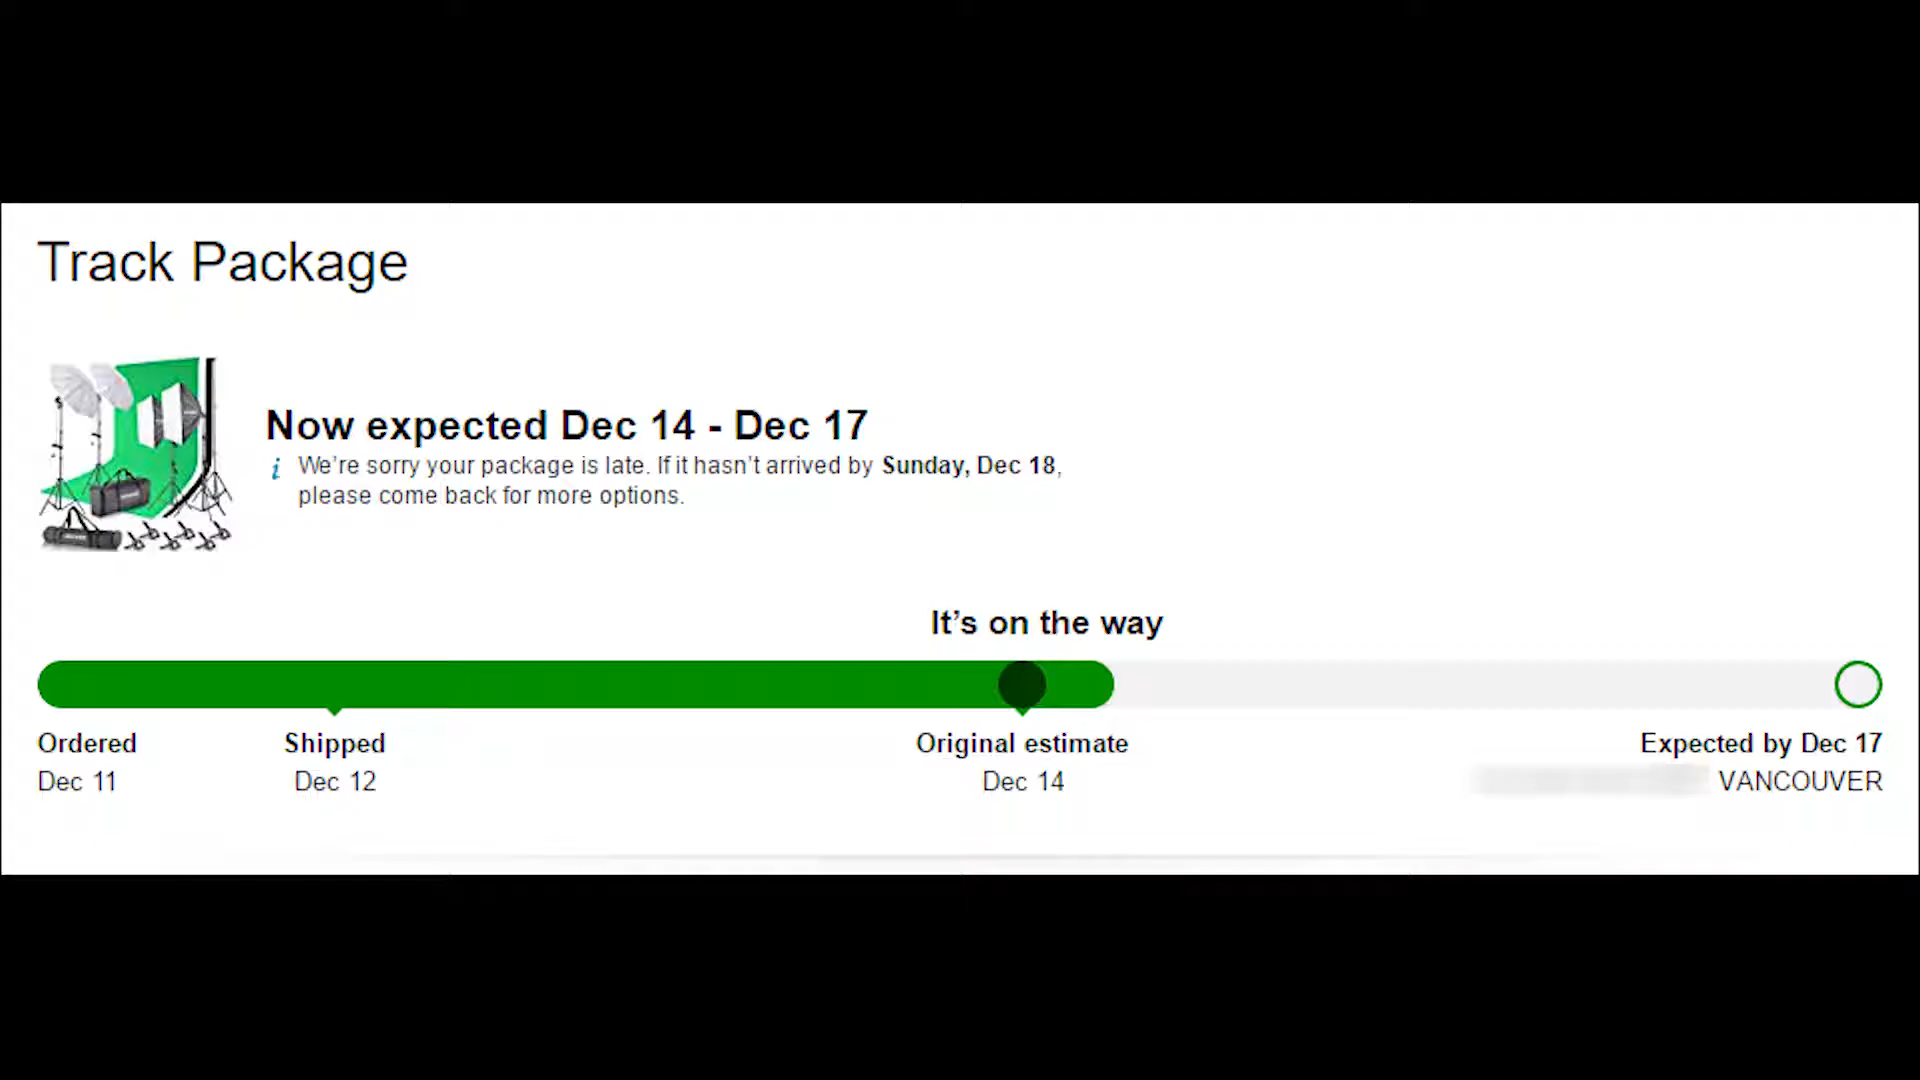 Track Package
Now expected Dec 14 - Dec 17
i We’re sorry your package is late. If it hasn’t arrived by Sunday, Dec 18,
please come back for more options.
It’s on the way
Ordered
Dec 11
Shipped
Dec 12
Original estimate
Dec 14
Expected by Dec 17
VANCOUVER